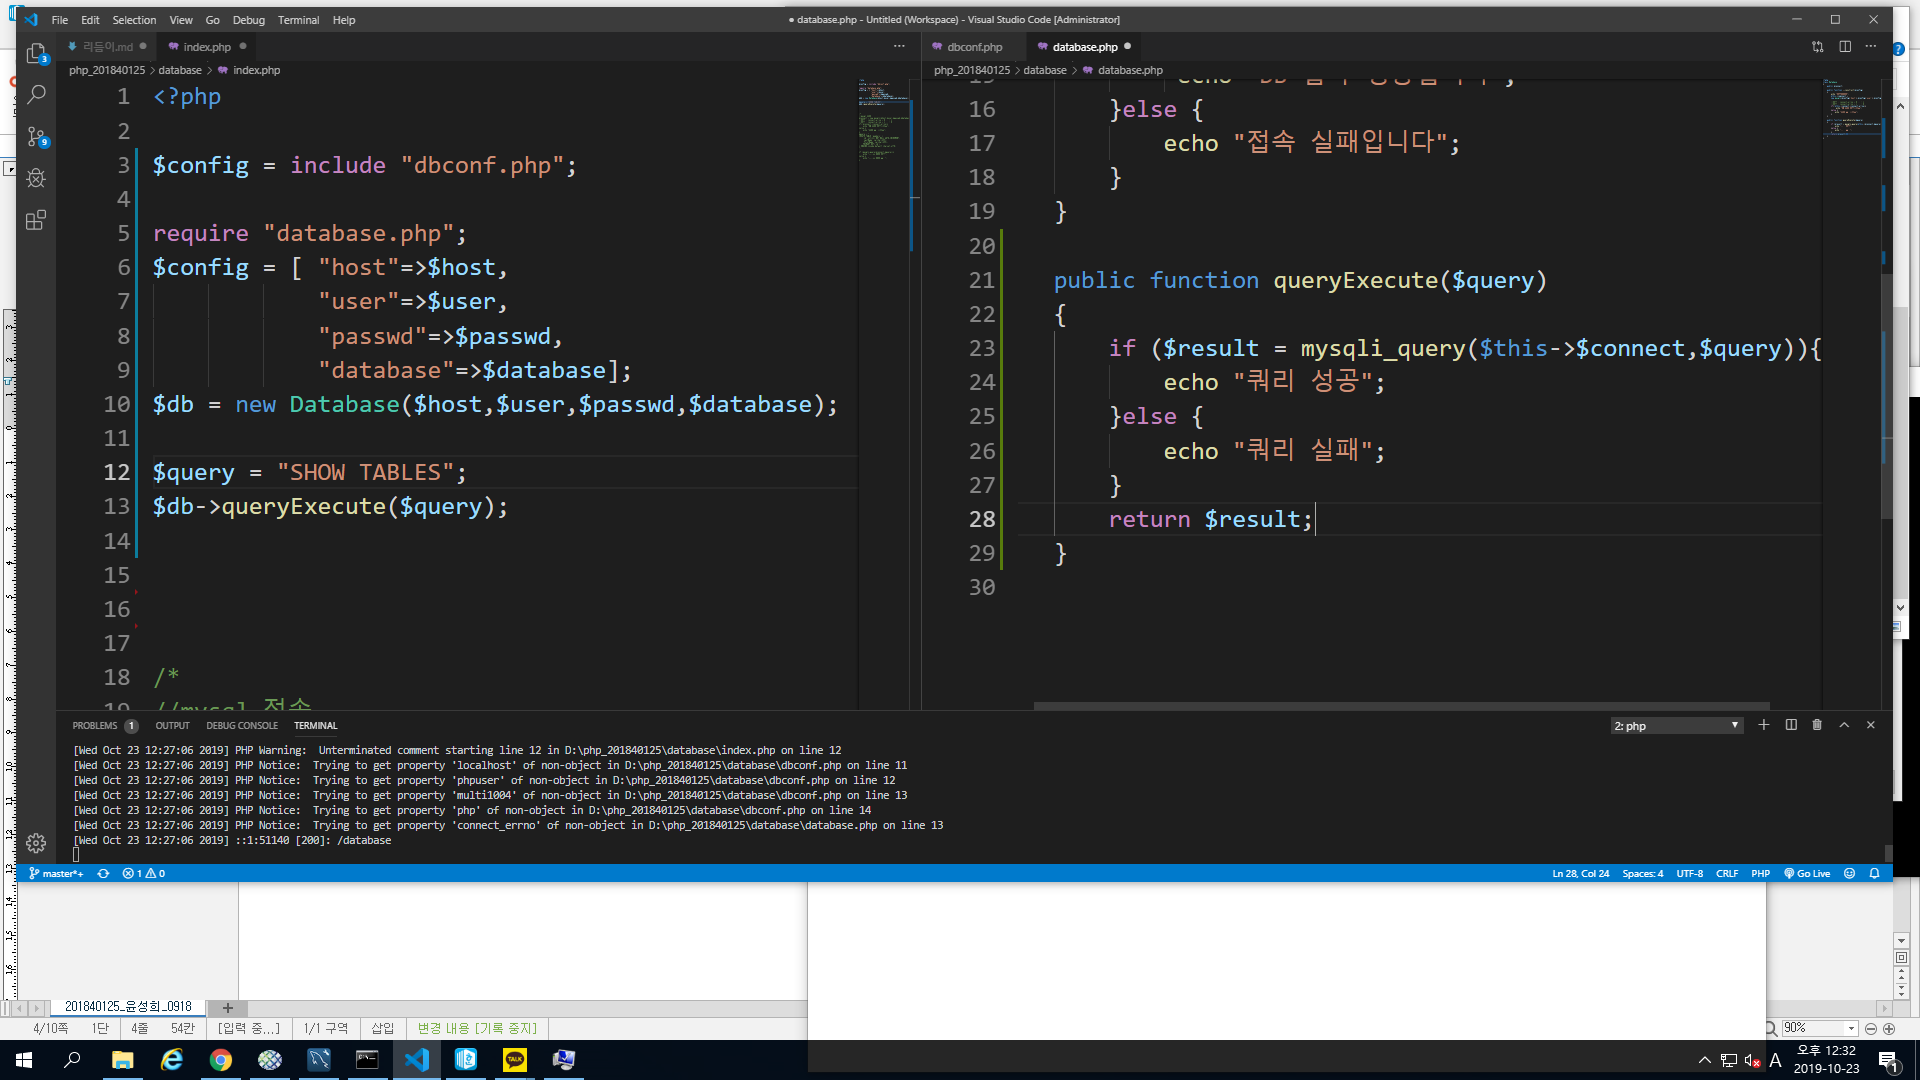 File Edit Selection View Go Debug Terminal Help
● database.php - Untitled (Workspace) - Visual Studio Code [Administrator]
리듬미.md ● index.php ●
php_201840125 > database > index.php
1 <?php
2
3 $config = include "dbconf.php";
4
5 require "database.php";
6 $config = [ "host"=>$host,
7 "user"=>$user,
8 "passwd"=>$passwd,
9 "database"=>$database];
10 $db = new Database($host,$user,$passwd,$database);
11
12 $query = "SHOW TABLES";
13 $db->queryExecute($query);
14
15
16
17
18 /*
19 //mysql 접속
dbconf.php database.php ●
php_201840125 > database > database.php
16 }else {
17 echo "접속 실패입니다";
18 }
19 }
20
21 public function queryExecute($query)
22 {
23 if ($result = mysqli_query($this->$connect,$query)){
24 echo "쿼리 성공";
25 }else {
26 echo "쿼리 실패";
27 }
28 return $result;
29 }
30
PROBLEMS 1 OUTPUT DEBUG CONSOLE TERMINAL
2: php
[Wed Oct 23 12:27:06 2019] PHP Warning:  Unterminated comment starting line 12 in D:\php_201840125\database\index.php on line 12
[Wed Oct 23 12:27:06 2019] PHP Notice:  Trying to get property 'localhost' of non-object in D:\php_201840125\database\dbconf.php on line 11
[Wed Oct 23 12:27:06 2019] PHP Notice:  Trying to get property 'phpuser' of non-object in D:\php_201840125\database\dbconf.php on line 12
[Wed Oct 23 12:27:06 2019] PHP Notice:  Trying to get property 'multi1004' of non-object in D:\php_201840125\database\dbconf.php on line 13
[Wed Oct 23 12:27:06 2019] PHP Notice:  Trying to get property 'php' of non-object in D:\php_201840125\database\dbconf.php on line 14
[Wed Oct 23 12:27:06 2019] PHP Notice:  Trying to get property 'connect_errno' of non-object in D:\php_201840125\database\database.php on line 13
[Wed Oct 23 12:27:06 2019] ::1:51140 [200]: /database
master*+ 1 0
Ln 28, Col 24 Spaces: 4 UTF-8 CRLF PHP Go Live
201840125_윤성희_0918
4/10쪽 1단 4줄 54칸 [입력 중...] 1/1 구역 삽입 변경 내용 [기록 중지]
90%
TALK
A 오후 12:32
2019-10-23
1